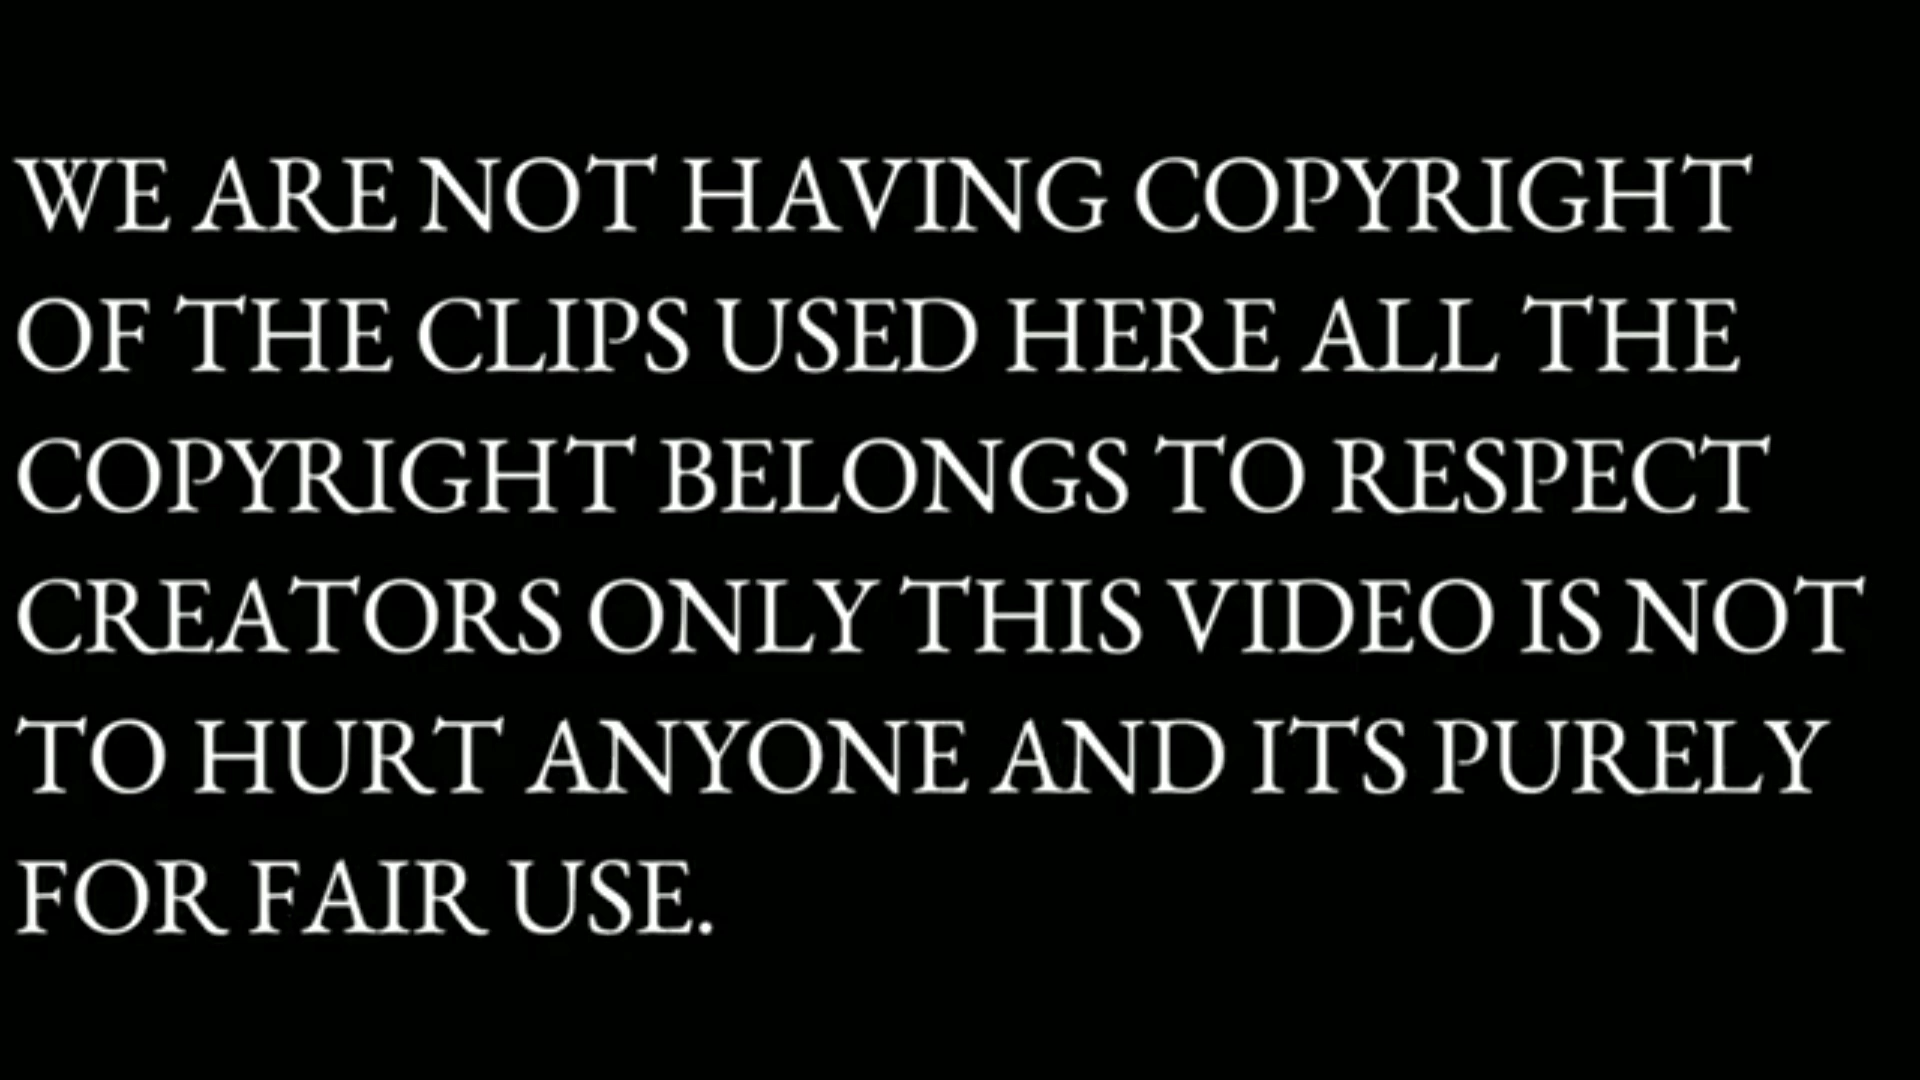 WE ARE NOT HAVING COPYRIGHT
OF THE CLIPS USED HERE ALL THE
COPYRIGHT BELONGS TO RESPECT
CREATORS ONLY THIS VIDEO IS NOT
TO HURT ANYONE AND ITS PURELY
FOR FAIR USE.